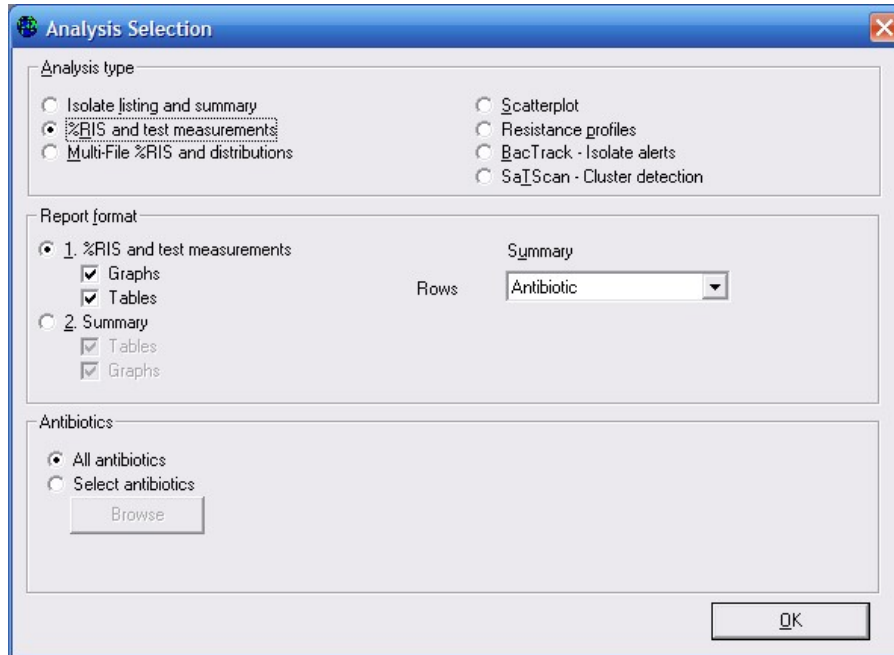 Analysis Selection
Analysis type
Isolate listing and summary
%RIS and test measurements
Multi-File %RIS and distributions
Scatterplot
Resistance profiles
BacTrack - Isolate alerts
SaTScan - Cluster detection
Report format
1. %RIS and test measurements
Graphs
Tables
2. Summary
Tables
Graphs
Summary
Rows Antibiotic
Antibiotics
All antibiotics
Select antibiotics
Browse
OK